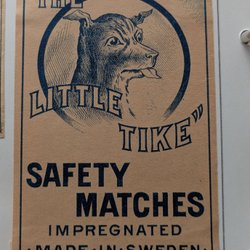 THE
LITTLE
TIKE"
SAFETY
MATCHES
IMPREGNATED
·MADE·IN·SWEDEN·